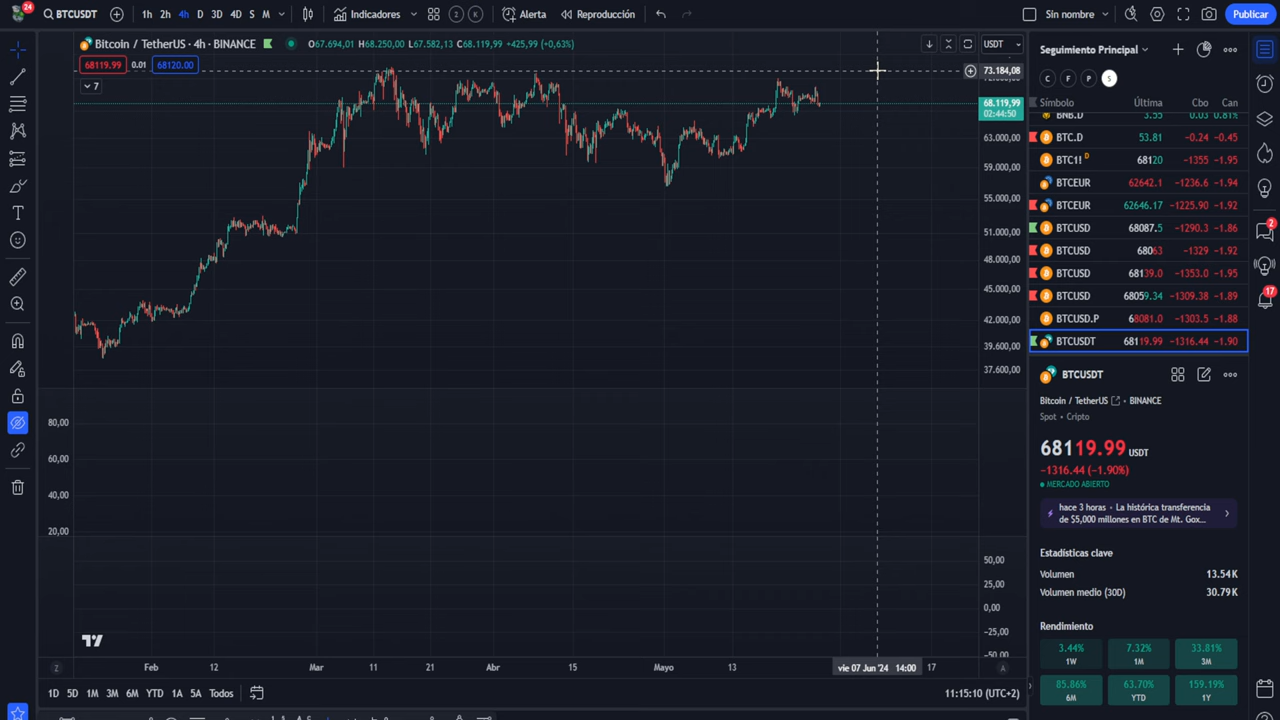 24
BTCUSDT
1h 2h 4h D 3D 4D S M
Indicadores
2 K
Alerta
Reproducción
Sin nombre
Publicar
Bitcoin / TetherUS · 4h · BINANCE
O67.694,01 H68.250,00 L67.582,13 C68.119,99 +425,99 (+0,63%)
68119.99 0.01 68120.00
7
USDT
73.184,08
68.119,99
02:44:50
63.000,00
59.000,00
55.000,00
51.000,00
48.000,00
45.000,00
42.000,00
39.600,00
37.600,00
80,00
60,00
40,00
20,00
50,00
25,00
0,00
−25,00
−50,00
Z Feb 12 Mar 11 21 Abr 15 Mayo 13 vie 07 Jun '24 14:00 17 A
1D 5D 1M 3M 6M YTD 1A 5A Todos
11:15:10 (UTC+2)
Seguimiento Principal
C F P S
Símbolo Última Cbo Can
BNB.D 3.55 0.03 0.81%
BTC.D 53.81 −0.24 −0.45
BTC1! D 68120 −1355 −1.95
BTCEUR 62642.1 −1236.6 −1.94
BTCEUR 62646.17 −1225.90 −1.92
BTCUSD 68087.5 −1290.3 −1.86
BTCUSD 68063 −1329 −1.92
BTCUSD 68139.0 −1353.0 −1.95
BTCUSD 68059.34 −1309.38 −1.89
BTCUSD.P 68081.0 −1303.5 −1.88
BTCUSDT 68119.99 −1316.44 −1.90
BTCUSDT
Bitcoin / TetherUS · BINANCE
Spot • Cripto
68119.99 USDT
−1316.44 (−1.90%)
MERCADO ABIERTO
hace 3 horas • La histórica transferencia
de $5,000 millones en BTC de Mt. Gox…
Estadísticas clave
Volumen 13.54K
Volumen medio (30D) 30.79K
Rendimiento
3.44% 7.32% 33.81%
1W 1M 3M
85.86% 63.70% 159.19%
6M YTD 1Y
2
17